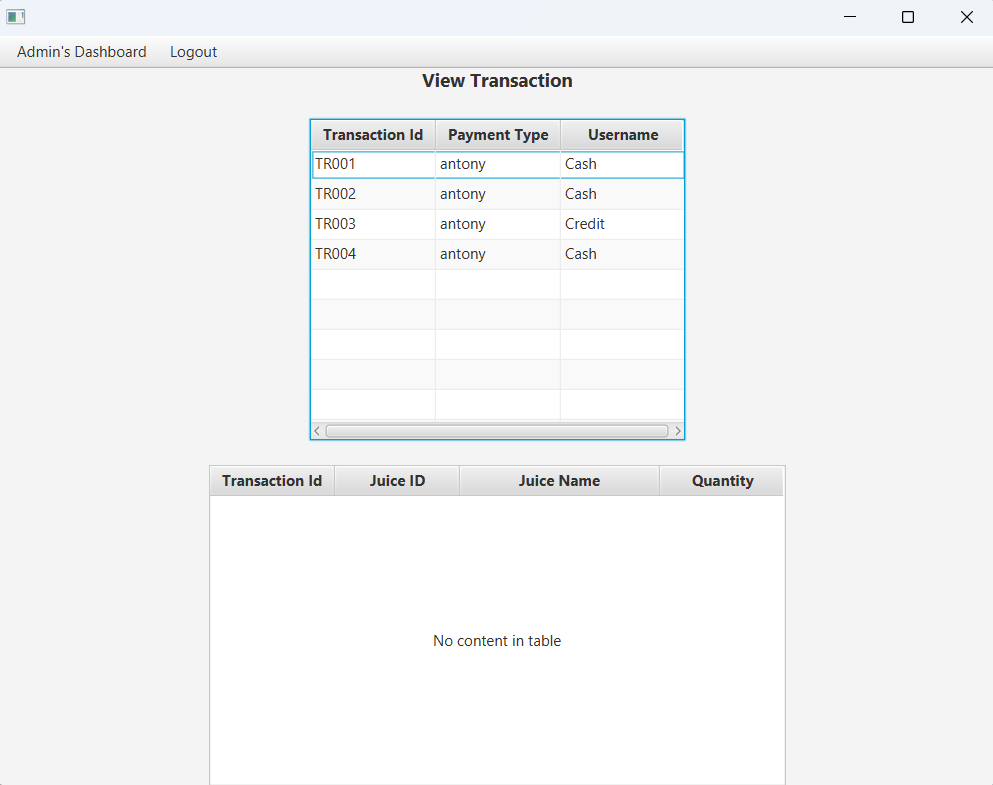 Admin's Dashboard Logout
View Transaction
Transaction Id Payment Type Username
TR001 antony Cash
TR002 antony Cash
TR003 antony Credit
TR004 antony Cash
Transaction Id Juice ID Juice Name Quantity
No content in table